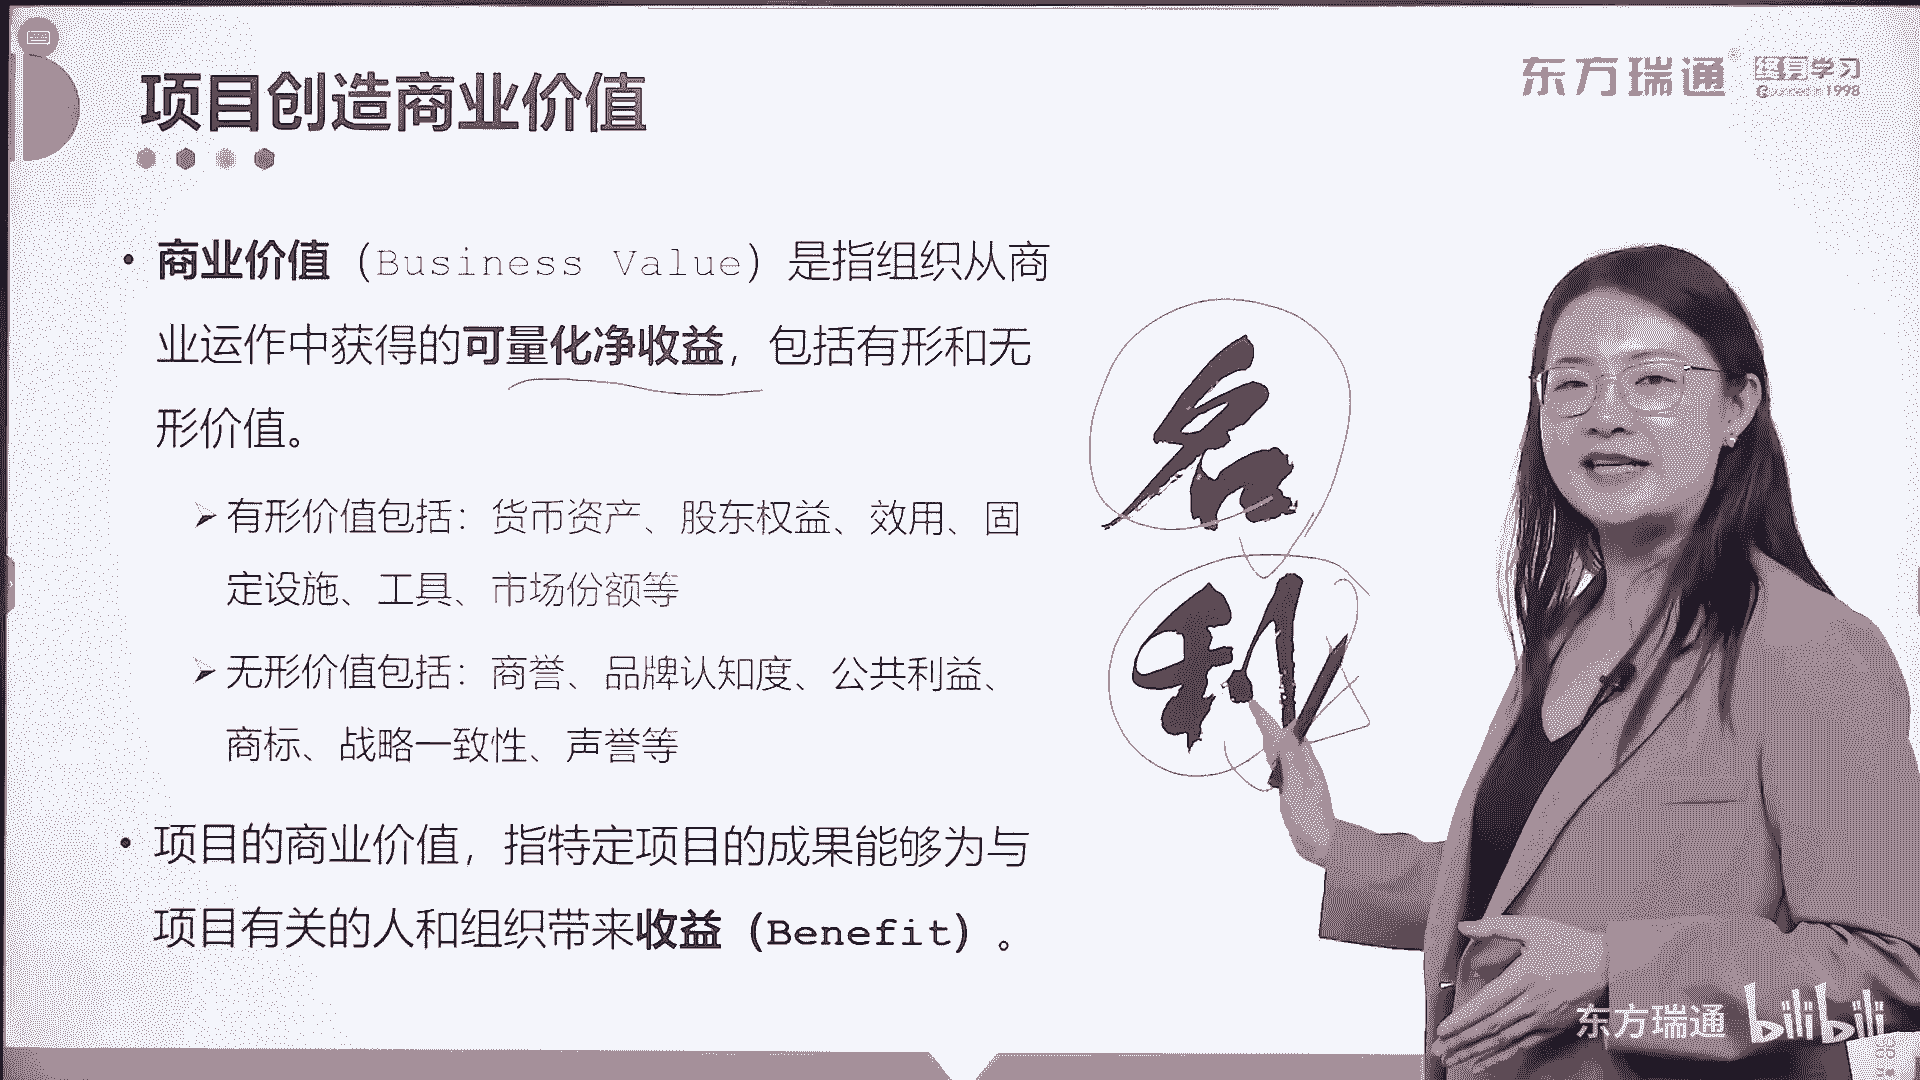 项目创造商业价值
东方瑞通 终身学习
1998
• 商业价值（Business Value）是指组织从商
业运作中获得的可量化净收益，包括有形和无
形价值。
➢ 有形价值包括：货币资产、股东权益、效用、固
定设施、工具、市场份额等
➢ 无形价值包括：商誉、品牌认知度、公共利益、
商标、战略一致性、声誉等
• 项目的商业价值，指特定项目的成果能够为与
项目有关的人和组织带来收益（Benefit）。
名
利
东方瑞通 bilibili